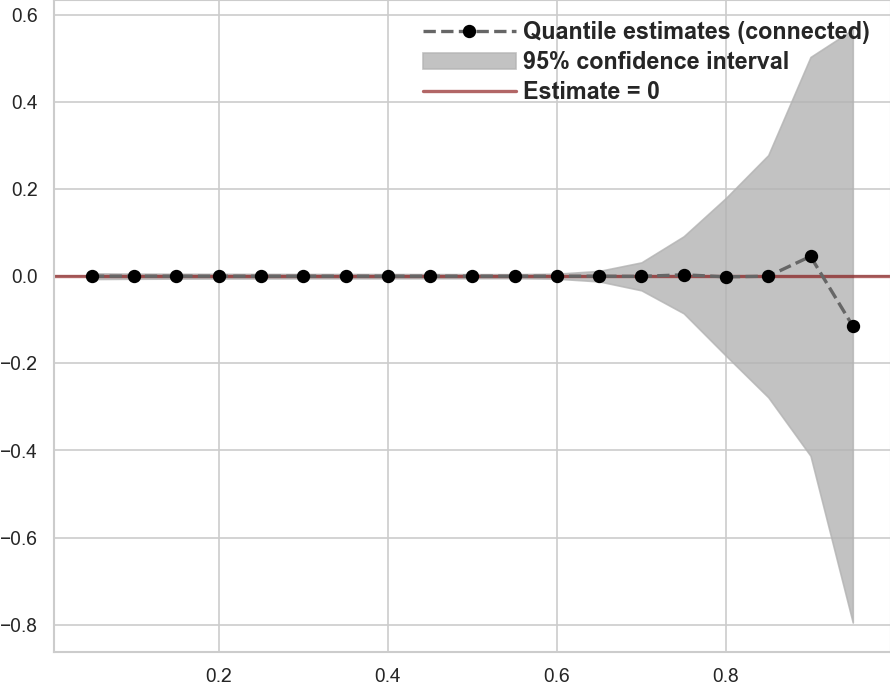 0.6
Quantile estimates (connected)
95% confidence interval
Estimate = 0
0.4
0.2
0.0
−0.2
−0.4
−0.6
−0.8
0.2 0.4 0.6 0.8